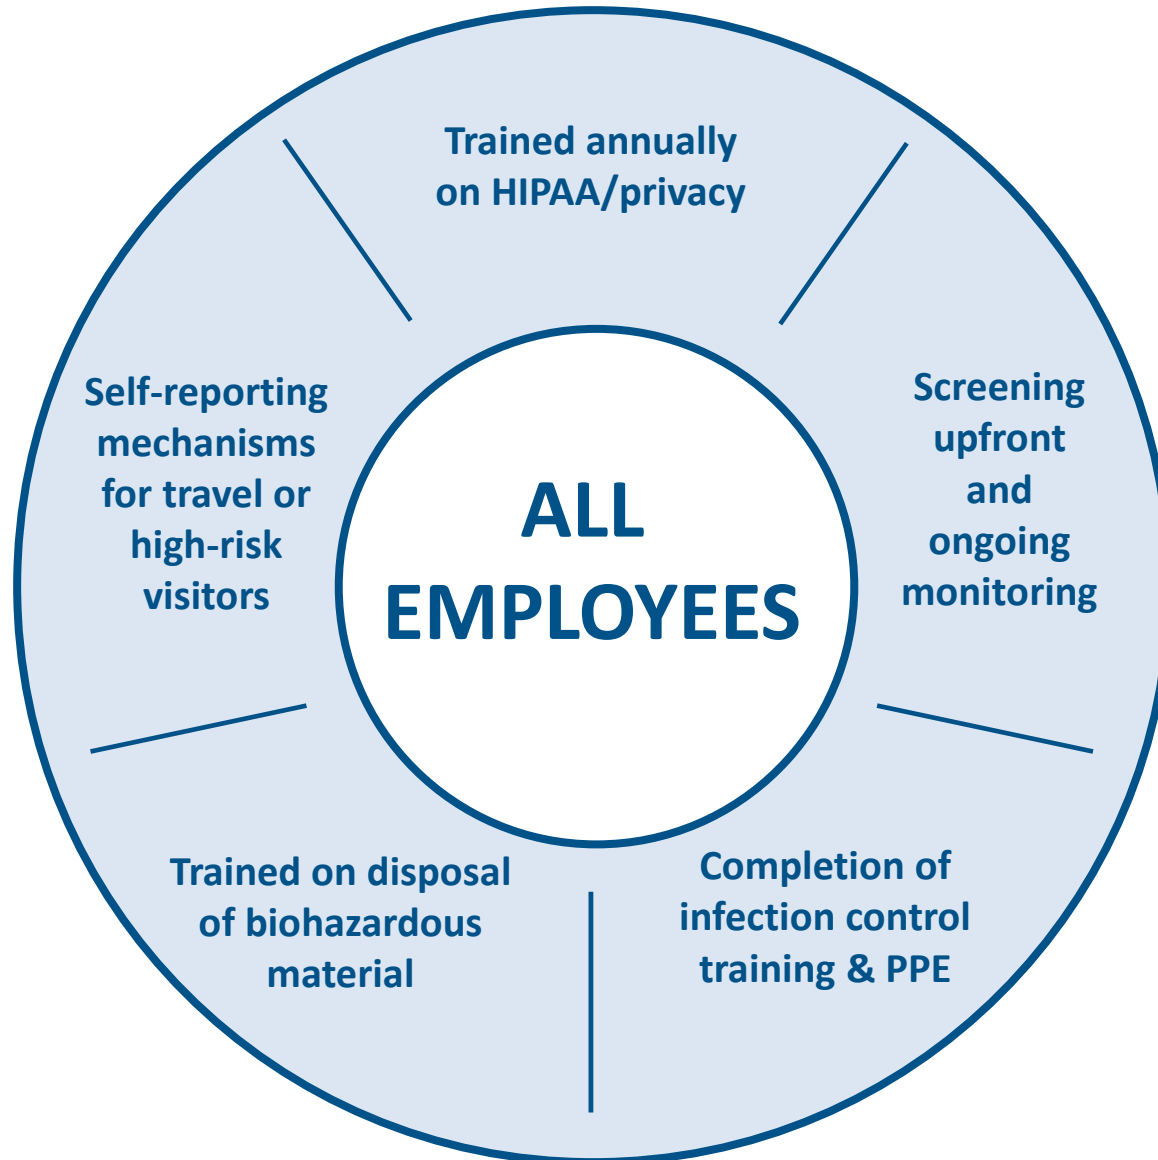 Trained annually
on HIPAA/privacy
Screening
upfront
and
ongoing
monitoring
Completion of
infection control
training & PPE
Trained on disposal
of biohazardous
material
Self-reporting
mechanisms
for travel or
high-risk
visitors
ALL
EMPLOYEES